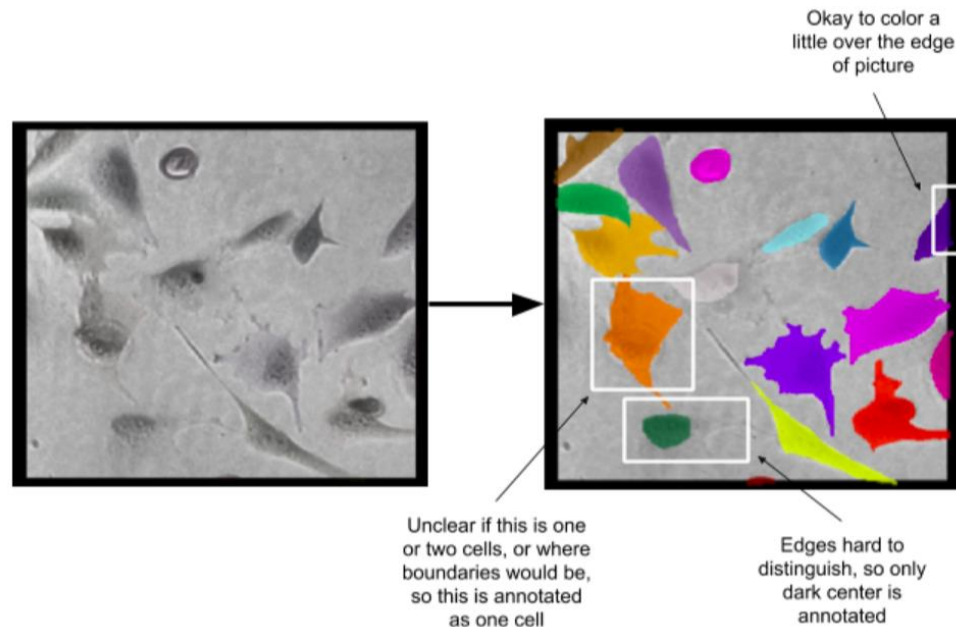 Okay to color a
little over the edge
of picture
Unclear if this is one
or two cells, or where
boundaries would be,
so this is annotated
as one cell
Edges hard to
distinguish, so only
dark center is
annotated